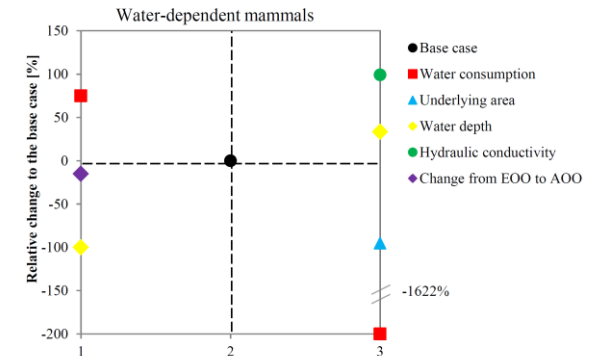 Water-dependent mammals
Relative change to the base case [%]
150
100
50
0
-50
-100
-150
-200
1
2
3
-1622%
Base case
Water consumption
Underlying area
Water depth
Hydraulic conductivity
Change from EOO to AOO